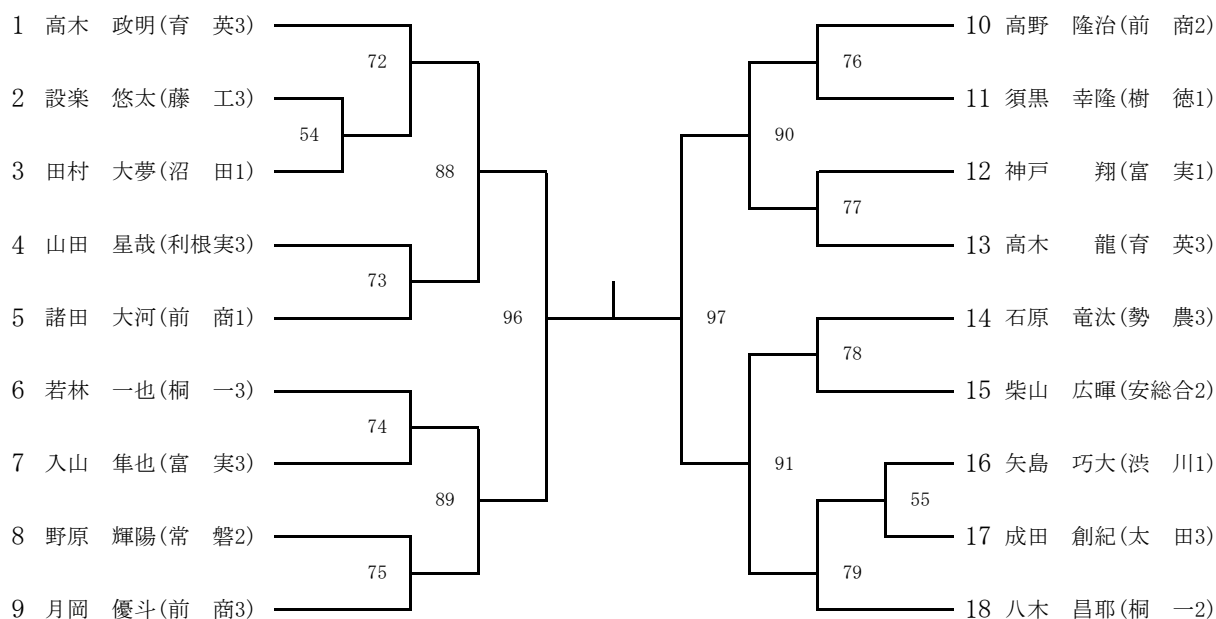 1 高木 政明(育 英3)
72
2 設楽 悠太(藤 工3)
54
3 田村 大夢(沼 田1)
88
4 山田 星哉(利根実3)
73
5 諸田 大河(前 商1)
96
6 若林 一也(桐 一3)
74
7 入山 隼也(富 実3)
89
8 野原 輝陽(常 磐2)
75
9 月岡 優斗(前 商3)
10 高野 隆治(前 商2)
76
11 須黒 幸隆(樹 徳1)
90
12 神戸 翔(富 実1)
77
13 高木 龍(育 英3)
97
14 石原 竜汰(勢 農3)
78
15 柴山 広暉(安総合2)
91
16 矢島 巧大(渋 川1)
55
17 成田 創紀(太 田3)
79
18 八木 昌耶(桐 一2)